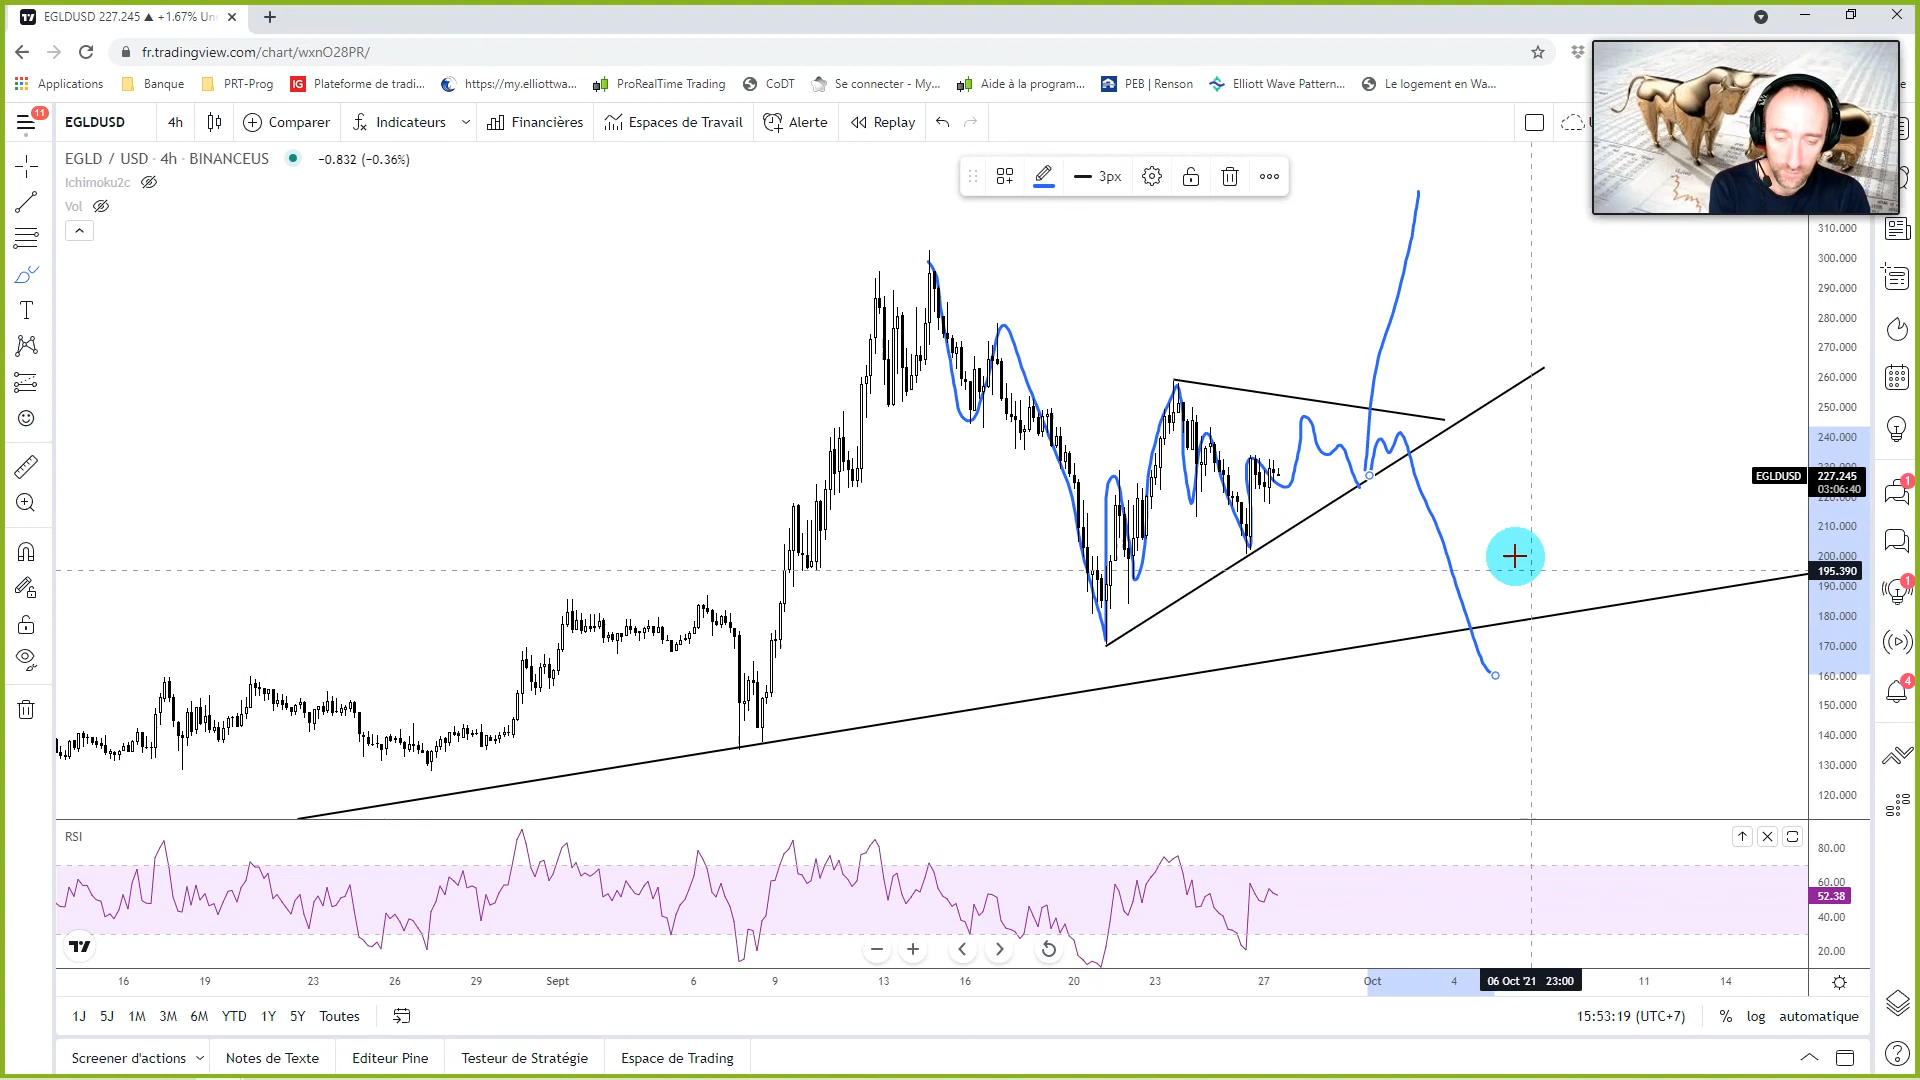 EGLDUSD 227.245 ▲ +1.67% Un
fr.tradingview.com/chart/wxnO28PR/
Applications Banque PRT-Prog IG Plateforme de tradi... https://my.elliottwa... ProRealTime Trading CoDT Se connecter - My... Aide à la program... PEB | Renson Elliott Wave Pattern... Le logement en Wa...
11
EGLDUSD 4h Comparer Indicateurs Financières Espaces de Travail Alerte Replay
EGLD / USD · 4h · BINANCEUS −0.832 (−0.36%)
Ichimoku2c
Vol
3px
310.000
300.000
290.000
280.000
270.000
260.000
250.000
240.000
EGLDUSD 227.245
03:06:40
210.000
200.000
195.390
190.000
180.000
170.000
160.000
150.000
140.000
130.000
120.000
1
1
4
RSI
80.00
60.00
52.38
40.00
20.00
16 19 23 26 29 Sept 6 9 13 16 20 23 27 Oct 4 06 Oct '21 23:00 11 14
1J 5J 1M 3M 6M YTD 1Y 5Y Toutes 15:53:19 (UTC+7) % log automatique
Screener d'actions Notes de Texte Editeur Pine Testeur de Stratégie Espace de Trading